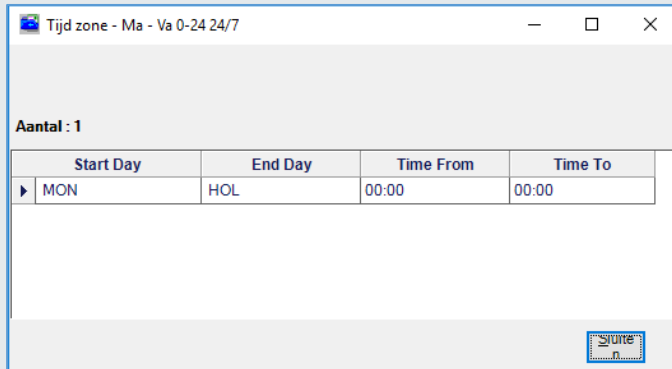 Tijd zone - Ma - Va 0-24 24/7
Aantal : 1
Start Day End Day Time From Time To
MON HOL 00:00 00:00
Sluite
n